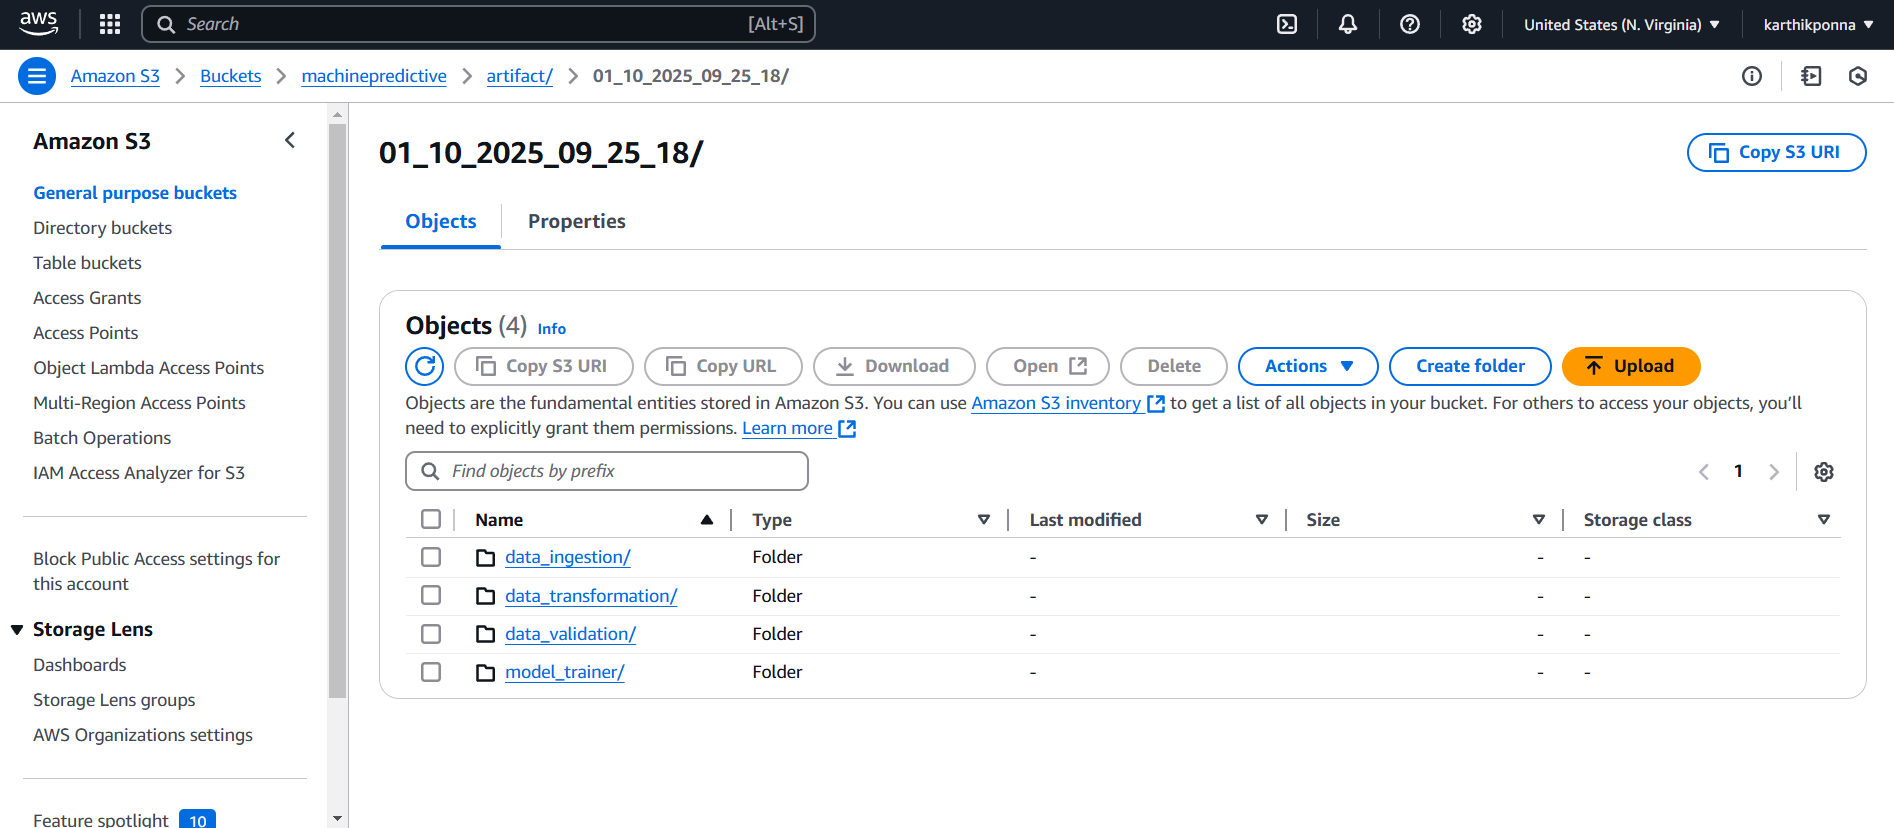 aws
Search [Alt+S]
United States (N. Virginia)
karthikponna
Amazon S3 Buckets machinepredictive artifact/ 01_10_2025_09_25_18/
Amazon S3
General purpose buckets
Directory buckets
Table buckets
Access Grants
Access Points
Object Lambda Access Points
Multi-Region Access Points
Batch Operations
IAM Access Analyzer for S3
Block Public Access settings for
this account
Storage Lens
Dashboards
Storage Lens groups
AWS Organizations settings
Feature spotlight 10
01_10_2025_09_25_18/
Copy S3 URI
Objects Properties
Objects (4) Info
Copy S3 URI Copy URL Download Open Delete Actions Create folder Upload
Objects are the fundamental entities stored in Amazon S3. You can use Amazon S3 inventory to get a list of all objects in your bucket. For others to access your objects, you’ll
need to explicitly grant them permissions. Learn more
Find objects by prefix
1
Name Type Last modified Size Storage class
data_ingestion/ Folder - - -
data_transformation/ Folder - - -
data_validation/ Folder - - -
model_trainer/ Folder - - -